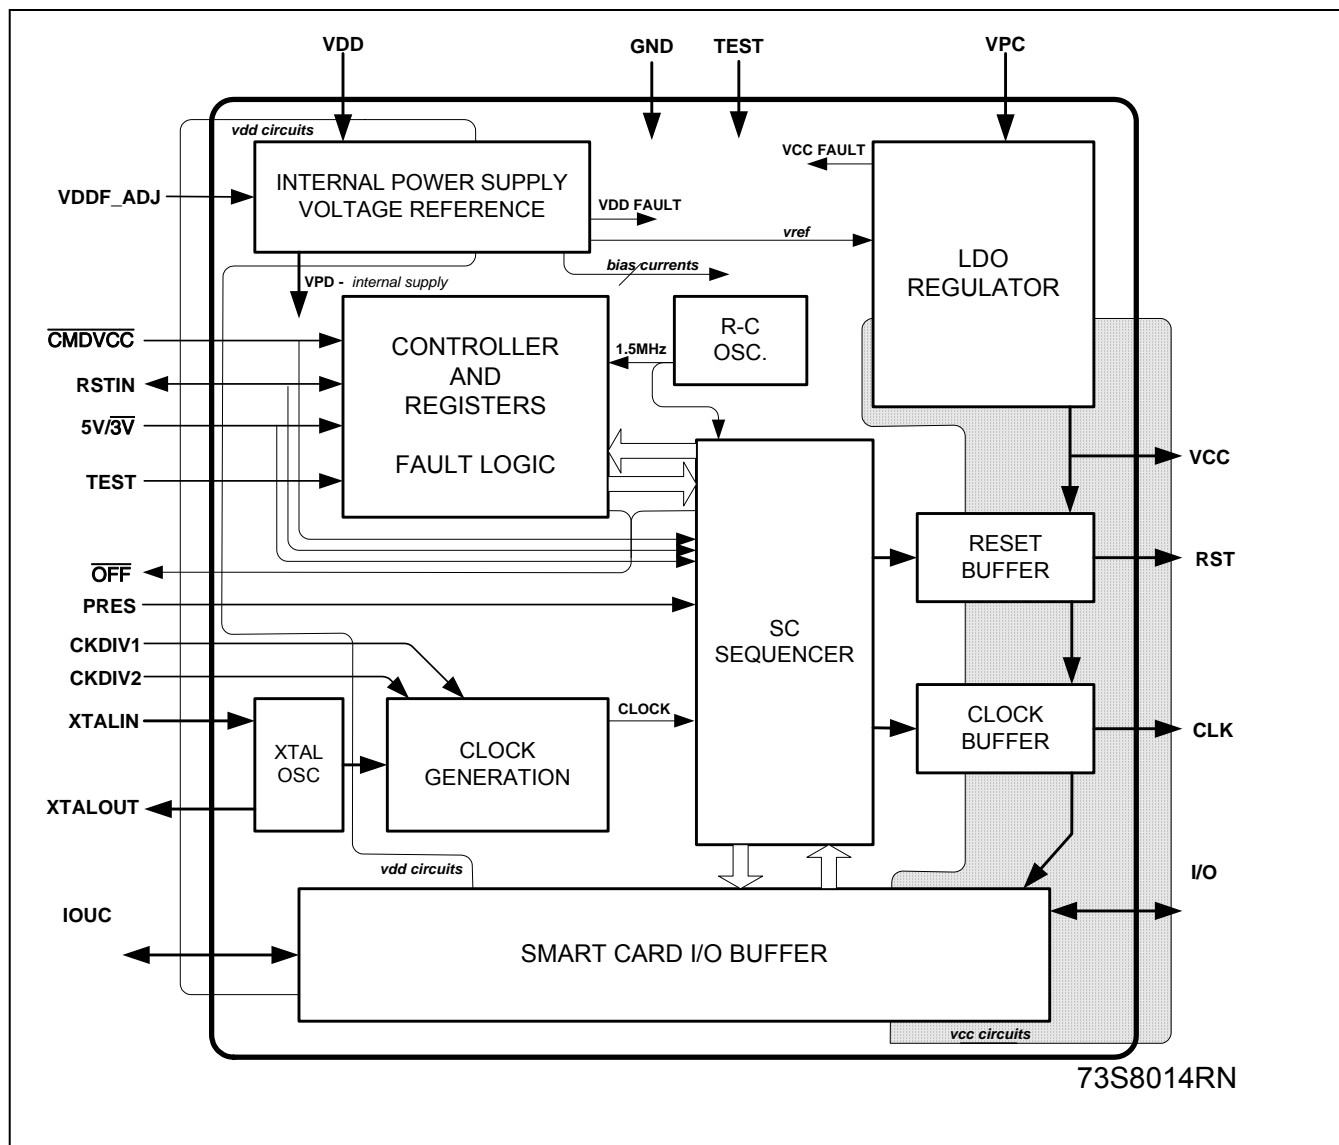 VDD
GND
TEST
VPC
vdd circuits
VCC FAULT
INTERNAL POWER SUPPLY
VOLTAGE REFERENCE
VDDF_ADJ
VDD FAULT
vref
LDO
REGULATOR
bias currents
VPD - internal supply
R-C
OSC.
C̅M̅D̅V̅C̅C̅
CONTROLLER
AND
REGISTERS
FAULT LOGIC
1.5MHz
RSTIN
5V/3̅V̅
TEST
VCC
RESET
BUFFER
RST
O̅F̅F̅
PRES
SC
SEQUENCER
CKDIV1
CKDIV2
XTALIN
CLOCK
CLOCK
BUFFER
CLK
XTAL
OSC
CLOCK
GENERATION
XTALOUT
vdd circuits
I/O
IOUC
SMART CARD I/O BUFFER
vcc circuits
73S8014RN